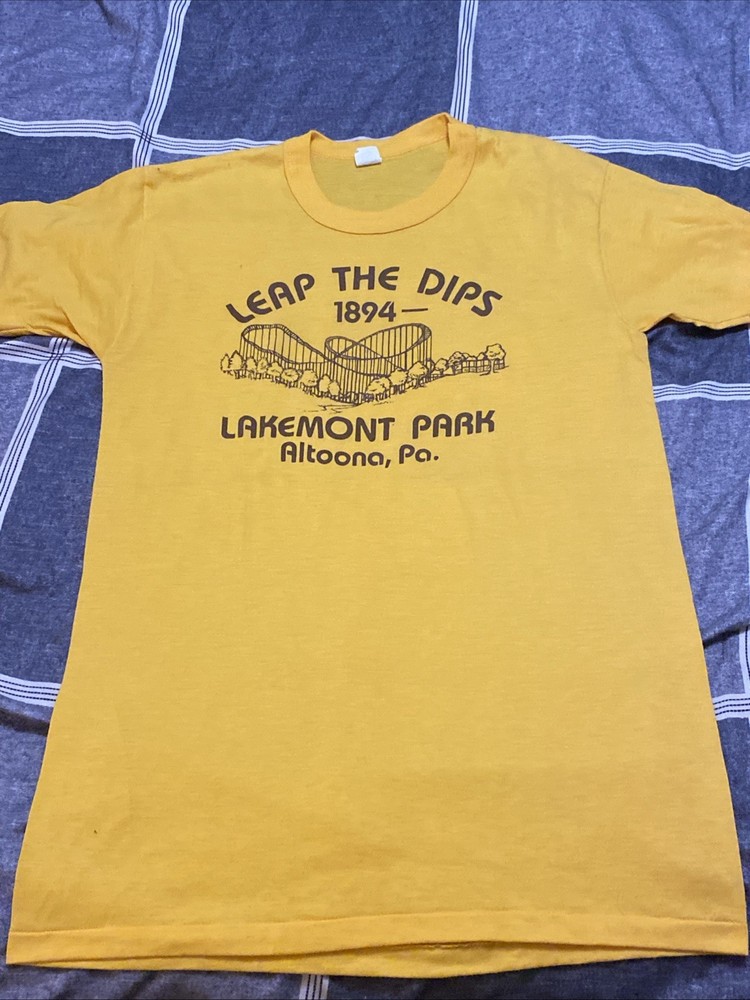 LEAP THE DIPS
1894—
LAKEMONT PARK
Altoona, Pa.